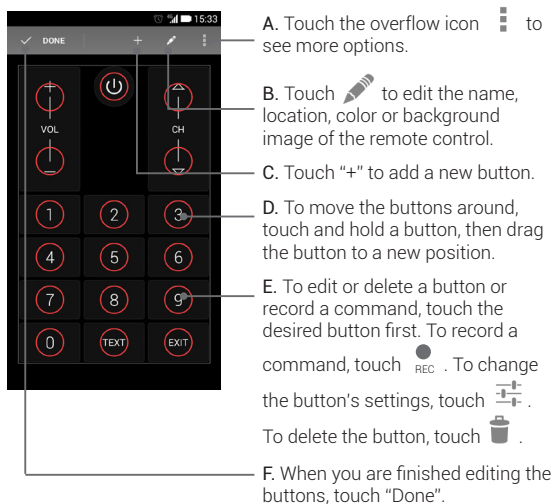 15:33
DONE
VOL
CH
1 2 3
4 5 6
7 8 9
0 TEXT EXIT
A. Touch the overflow icon to
see more options.
B. Touch to edit the name,
location, color or background
image of the remote control.
C. Touch “+” to add a new button.
D. To move the buttons around,
touch and hold a button, then drag
the button to a new position.
E. To edit or delete a button or
record a command, touch the
desired button first. To record a
command, touch REC . To change
the button’s settings, touch .
To delete the button, touch .
F. When you are finished editing the
buttons, touch “Done”.